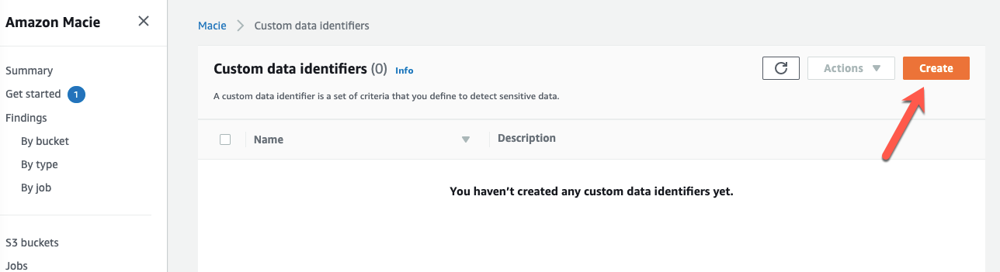 Amazon Macie
Summary
Get started 1
Findings
By bucket
By type
By job
S3 buckets
Jobs
Macie > Custom data identifiers
Custom data identifiers (0) Info
Actions
Create
A custom data identifier is a set of criteria that you define to detect sensitive data.
Name
Description
You haven’t created any custom data identifiers yet.